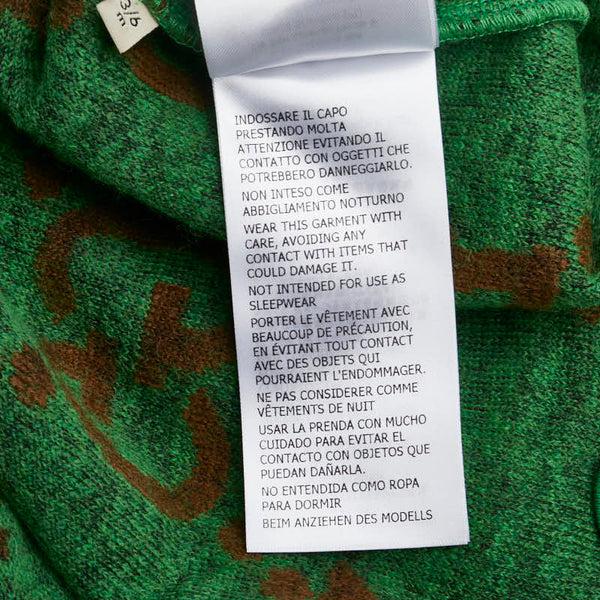 3/6
m
INDOSSARE IL CAPO
PRESTANDO MOLTA
ATTENZIONE EVITANDO IL
CONTATTO CON OGGETTI CHE
POTREBBERO DANNEGGIARLO.
NON INTESO COME
ABBIGLIAMENTO NOTTURNO
WEAR THIS GARMENT WITH
CARE, AVOIDING ANY
CONTACT WITH ITEMS THAT
COULD DAMAGE IT.
NOT INTENDED FOR USE AS
SLEEPWEAR
PORTER LE VÊTEMENT AVEC
BEAUCOUP DE PRÉCAUTION,
EN ÉVITANT TOUT CONTACT
AVEC DES OBJETS QUI
POURRAIENT L'ENDOMMAGER.
NE PAS CONSIDERER COMME
VÊTEMENTS DE NUIT
USAR LA PRENDA CON MUCHO
CUIDADO PARA EVITAR EL
CONTACTO CON OBJETOS QUE
PUEDAN DAÑARLA.
NO ENTENDIDA COMO ROPA
PARA DORMIR
BEIM ANZIEHEN DES MODELLS